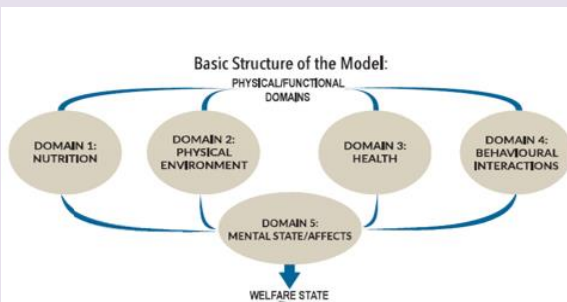 Basic Structure of the Model:
PHYSICAL/FUNCTIONAL
DOMAINS
DOMAIN 1:
NUTRITION
DOMAIN 2:
PHYSICAL
ENVIRONMENT
DOMAIN 3:
HEALTH
DOMAIN 4:
BEHAVIOURAL
INTERACTIONS
DOMAIN 5:
MENTAL STATE/AFFECTS
WELFARE STATE